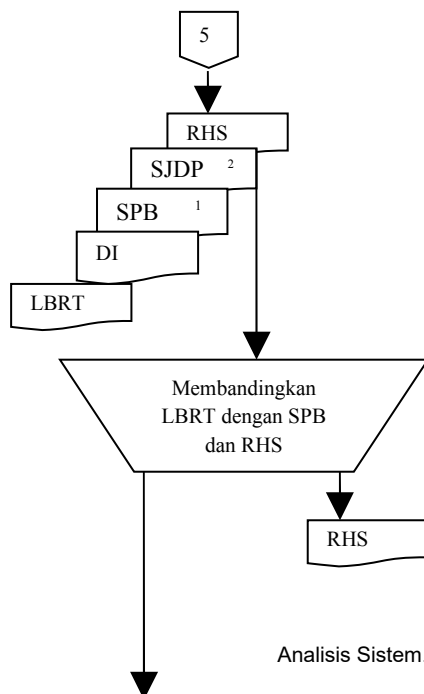 5
RHS
SJDP 2
SPB 1
DI
LBRT
Membandingkan
LBRT dengan SPB
dan RHS
RHS
Analisis Sistem.